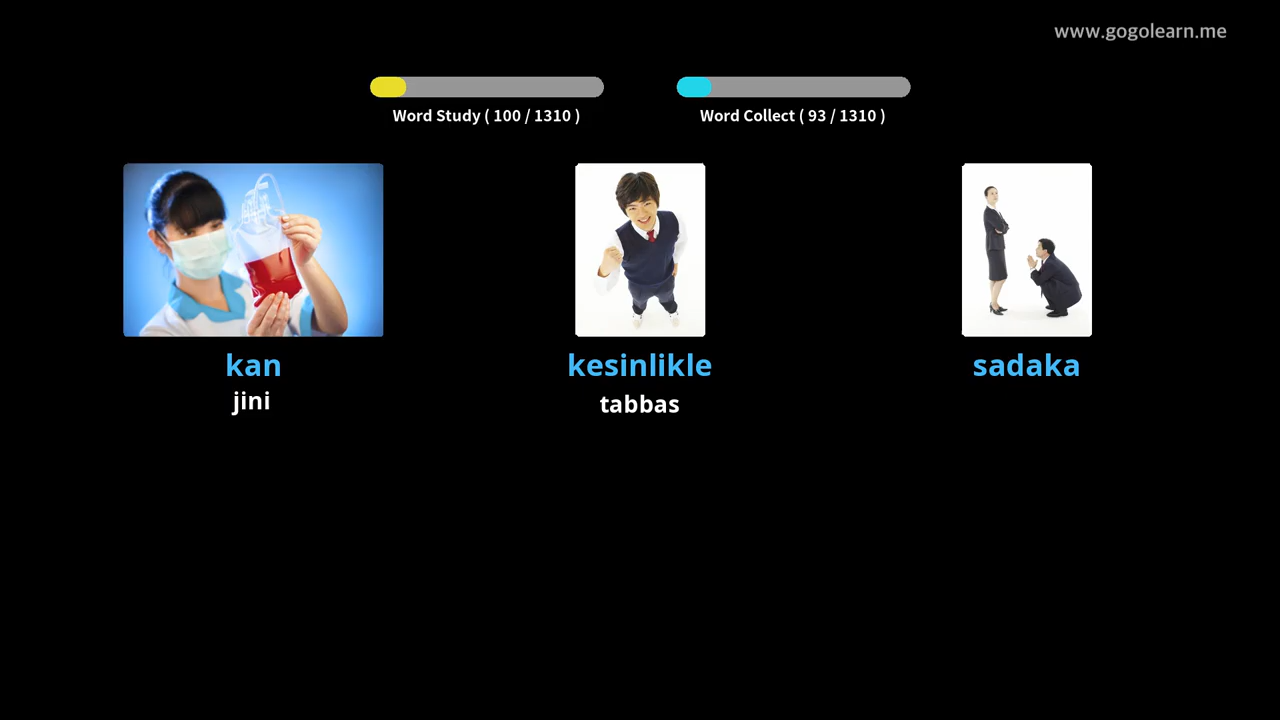 www.gogolearn.me
Word Study ( 100 / 1310 )
Word Collect ( 93 / 1310 )
kan
jini
kesinlikle
tabbas
sadaka